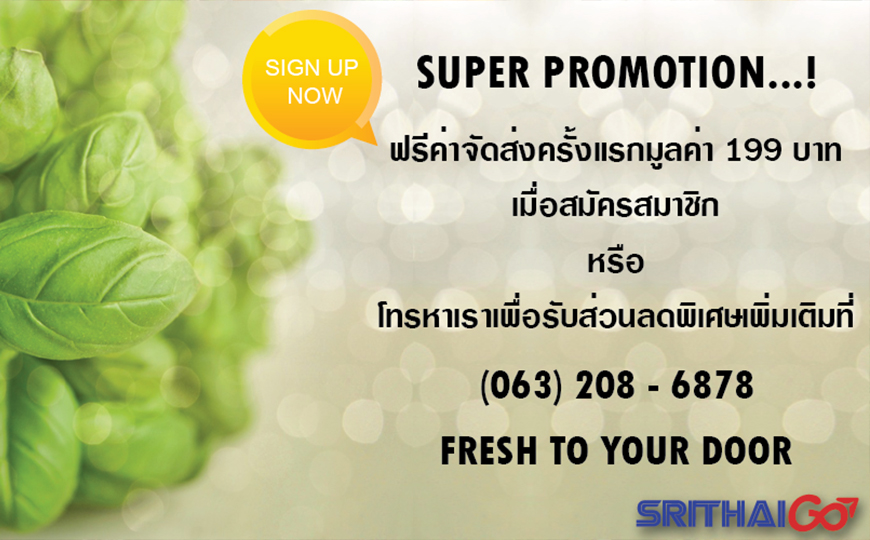 SIGN UP
NOW
SUPER PROMOTION...!
ฟรีค่าจัดส่งครั้งแรกมูลค่า 199 บาท
เมื่อสมัครสมาชิก
หรือ
โทรหาเราเพื่อรับส่วนลดพิเศษเพิ่มเติมที่
(063) 208 - 6878
FRESH TO YOUR DOOR
SRITHAIGO